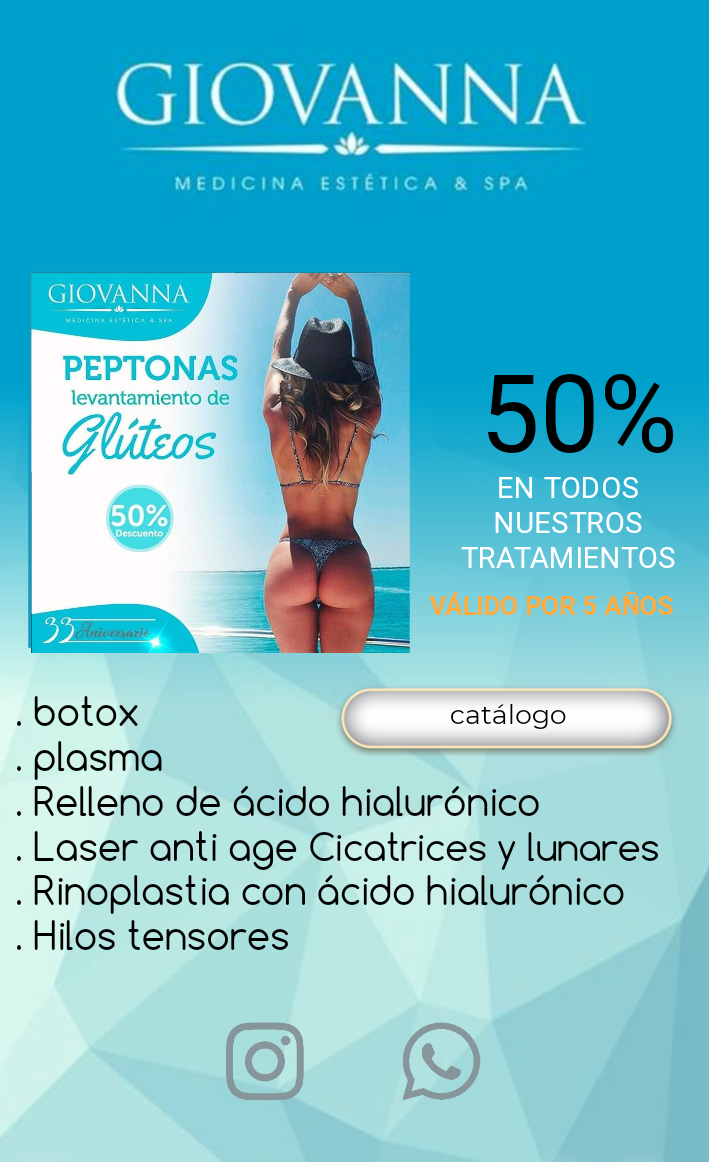 GIOVANNA
MEDICINA ESTÉTICA & SPA
GIOVANNA
MEDICINA ESTÉTICA & SPA
PEPTONAS
levantamiento de
Glúteos
50%
Descuento
33 Aniversario
50%
EN TODOS
NUESTROS
TRATAMIENTOS
VÁLIDO POR 5 AÑOS
catálogo
. botox
. plasma
. Relleno de ácido hialurónico
. Laser anti age Cicatrices y lunares
. Rinoplastia con ácido hialurónico
. Hilos tensores